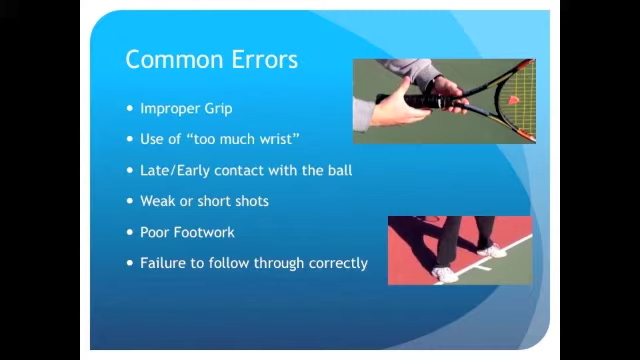 Common Errors
• Improper Grip
• Use of “too much wrist”
• Late/Early contact with the ball
• Weak or short shots
• Poor Footwork
• Failure to follow through correctly